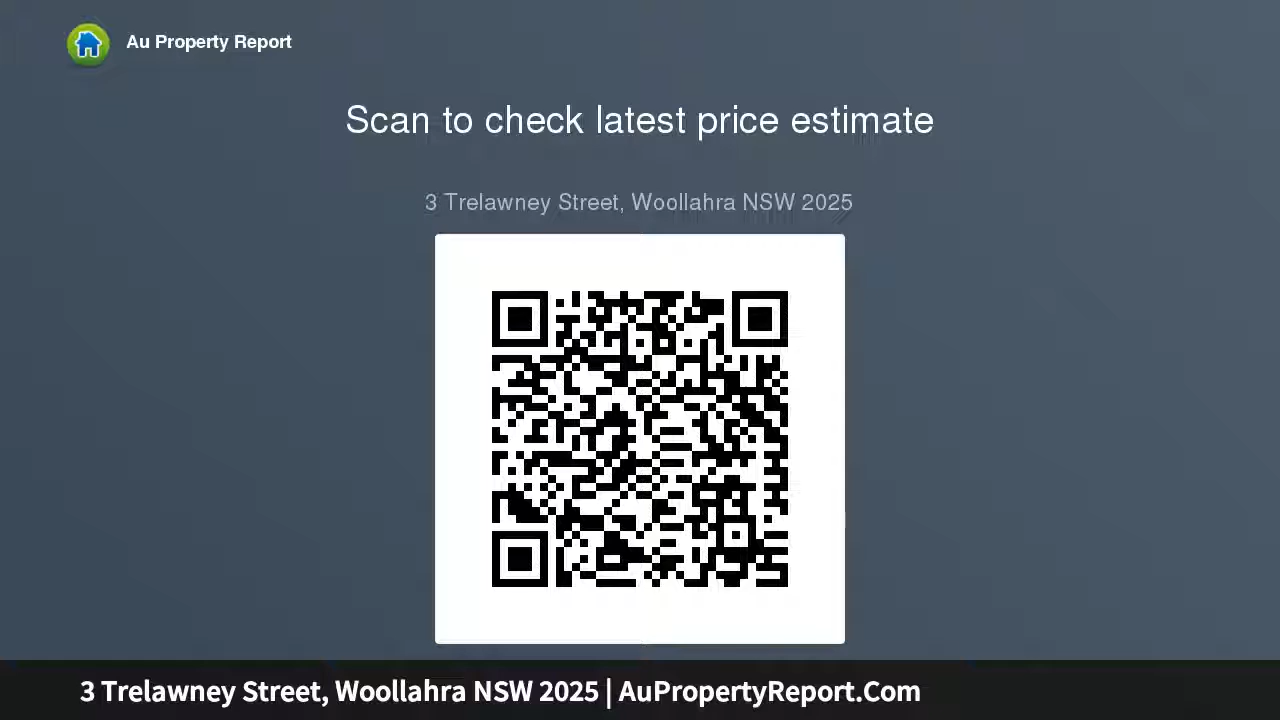 Au Property Report
Scan to check latest price estimate
3 Trelawney Street, Woollahra NSW 2025
3 Trelawney Street, Woollahra NSW 2025 | AuPropertyReport.Com